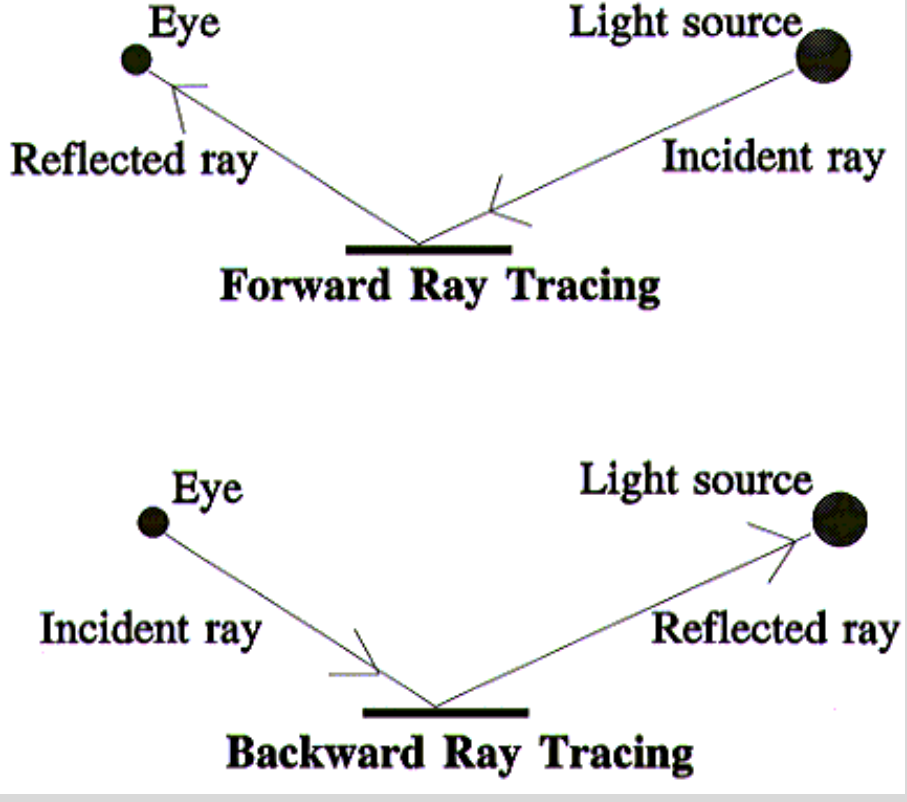 Eye
Light source
Reflected ray
Incident ray
Forward Ray Tracing
Eye
Light source
Incident ray
Reflected ray
Backward Ray Tracing